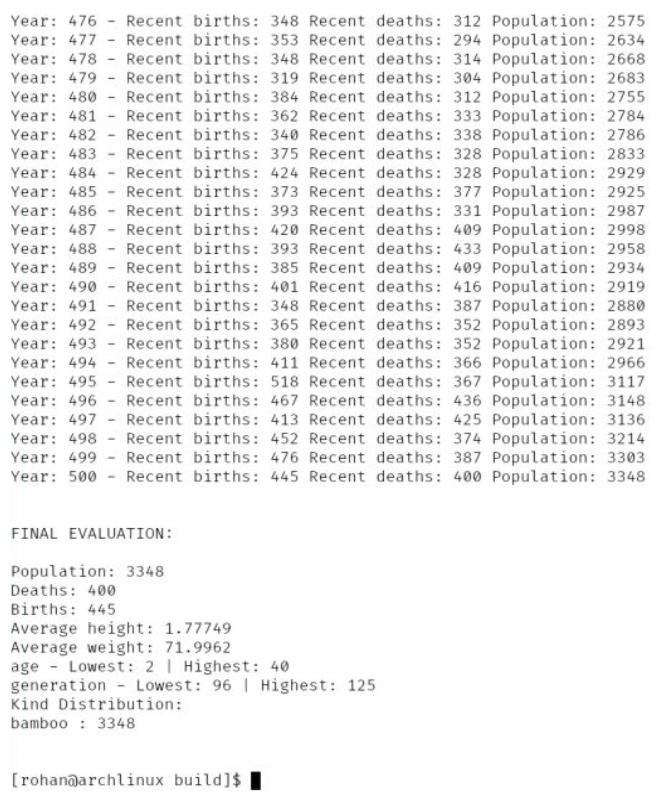 Year: 476 - Recent births: 348 Recent deaths: 312 Population: 2575
Year: 477 - Recent births: 353 Recent deaths: 294 Population: 2634
Year: 478 - Recent births: 348 Recent deaths: 314 Population: 2668
Year: 479 - Recent births: 319 Recent deaths: 304 Population: 2683
Year: 480 - Recent births: 384 Recent deaths: 312 Population: 2755
Year: 481 - Recent births: 362 Recent deaths: 333 Population: 2784
Year: 482 - Recent births: 340 Recent deaths: 338 Population: 2786
Year: 483 - Recent births: 375 Recent deaths: 328 Population: 2833
Year: 484 - Recent births: 424 Recent deaths: 328 Population: 2929
Year: 485 - Recent births: 373 Recent deaths: 377 Population: 2925
Year: 486 - Recent births: 393 Recent deaths: 331 Population: 2987
Year: 487 - Recent births: 420 Recent deaths: 409 Population: 2998
Year: 488 - Recent births: 393 Recent deaths: 433 Population: 2958
Year: 489 - Recent births: 385 Recent deaths: 409 Population: 2934
Year: 490 - Recent births: 401 Recent deaths: 416 Population: 2919
Year: 491 - Recent births: 348 Recent deaths: 387 Population: 2880
Year: 492 - Recent births: 365 Recent deaths: 352 Population: 2893
Year: 493 - Recent births: 380 Recent deaths: 352 Population: 2921
Year: 494 - Recent births: 411 Recent deaths: 366 Population: 2966
Year: 495 - Recent births: 518 Recent deaths: 367 Population: 3117
Year: 496 - Recent births: 467 Recent deaths: 436 Population: 3148
Year: 497 - Recent births: 413 Recent deaths: 425 Population: 3136
Year: 498 - Recent births: 452 Recent deaths: 374 Population: 3214
Year: 499 - Recent births: 476 Recent deaths: 387 Population: 3303
Year: 500 - Recent births: 445 Recent deaths: 400 Population: 3348
FINAL EVALUATION:
Population: 3348
Deaths: 400
Births: 445
Average height: 1.77749
Average weight: 71.9962
age - Lowest: 2 | Highest: 40
generation - Lowest: 96 | Highest: 125
Kind Distribution:
bamboo : 3348
[rohan@archlinux build]$